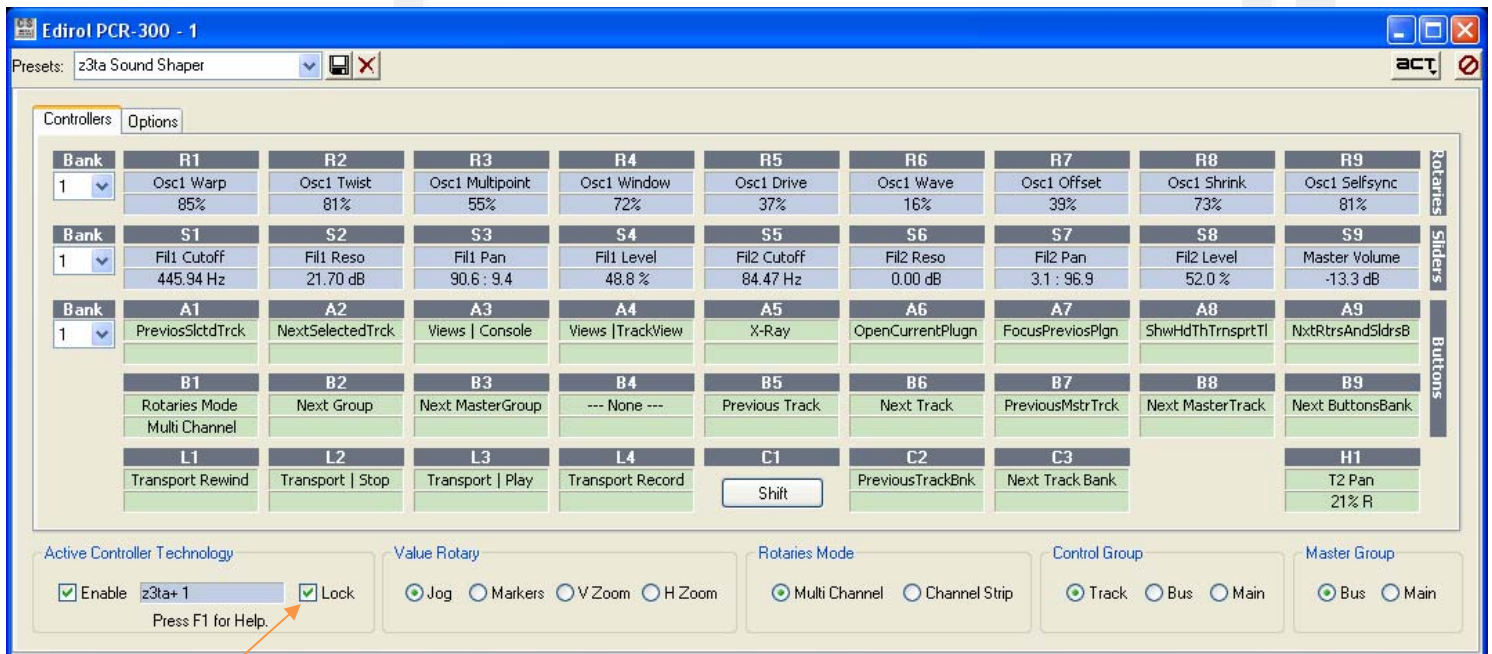 Edirol PCR-300 - 1
Presets: z3ta Sound Shaper act
Controllers Options
Bank R1 R2 R3 R4 R5 R6 R7 R8 R9 Rotaries
1 Osc1 Warp Osc1 Twist Osc1 Multipoint Osc1 Window Osc1 Drive Osc1 Wave Osc1 Offset Osc1 Shrink Osc1 Selfsync
85% 81% 55% 72% 37% 16% 39% 73% 81%
Bank S1 S2 S3 S4 S5 S6 S7 S8 S9 Sliders
1 Fil1 Cutoff Fil1 Reso Fil1 Pan Fil1 Level Fil2 Cutoff Fil2 Reso Fil2 Pan Fil2 Level Master Volume
445.94 Hz 21.70 dB 90.6 : 9.4 48.8 % 84.47 Hz 0.00 dB 3.1 : 96.9 52.0 % -13.3 dB
Bank A1 A2 A3 A4 A5 A6 A7 A8 A9 Buttons
1 PreviosSlctdTrck NextSelectedTrck Views | Console Views |TrackView X-Ray OpenCurrentPlugn FocusPreviosPlgn ShwHdThTrnsprtTl NxtRtrsAndSldrsB
B1 B2 B3 B4 B5 B6 B7 B8 B9
Rotaries Mode Next Group Next MasterGroup --- None --- Previous Track Next Track PreviousMstrTrck Next MasterTrack Next ButtonsBank
Multi Channel
L1 L2 L3 L4 C1 C2 C3 H1
Transport Rewind Transport | Stop Transport | Play Transport Record Shift PreviousTrackBnk Next Track Bank T2 Pan
21% R
Active Controller Technology Value Rotary Rotaries Mode Control Group Master Group
Enable z3ta+ 1 Lock Jog Markers V Zoom H Zoom Multi Channel Channel Strip Track Bus Main Bus Main
Press F1 for Help.